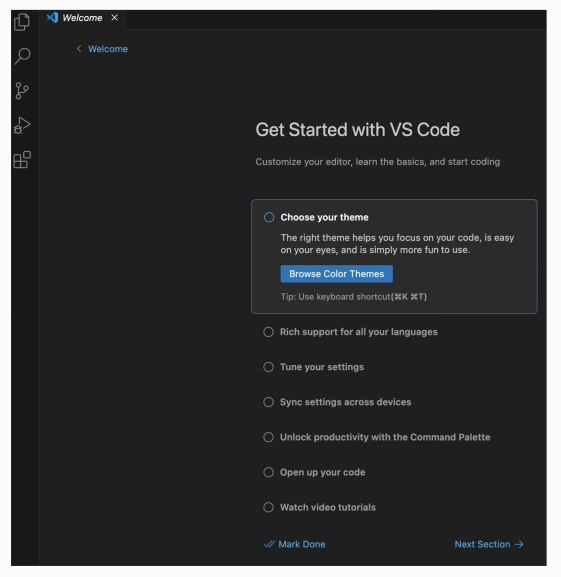 Welcome
Welcome
Get Started with VS Code
Customize your editor, learn the basics, and start coding
Choose your theme
The right theme helps you focus on your code, is easy
on your eyes, and is simply more fun to use.
Browse Color Themes
Tip: Use keyboard shortcut(⌘K ⌘T)
Rich support for all your languages
Tune your settings
Sync settings across devices
Unlock productivity with the Command Palette
Open up your code
Watch video tutorials
Mark Done
Next Section →